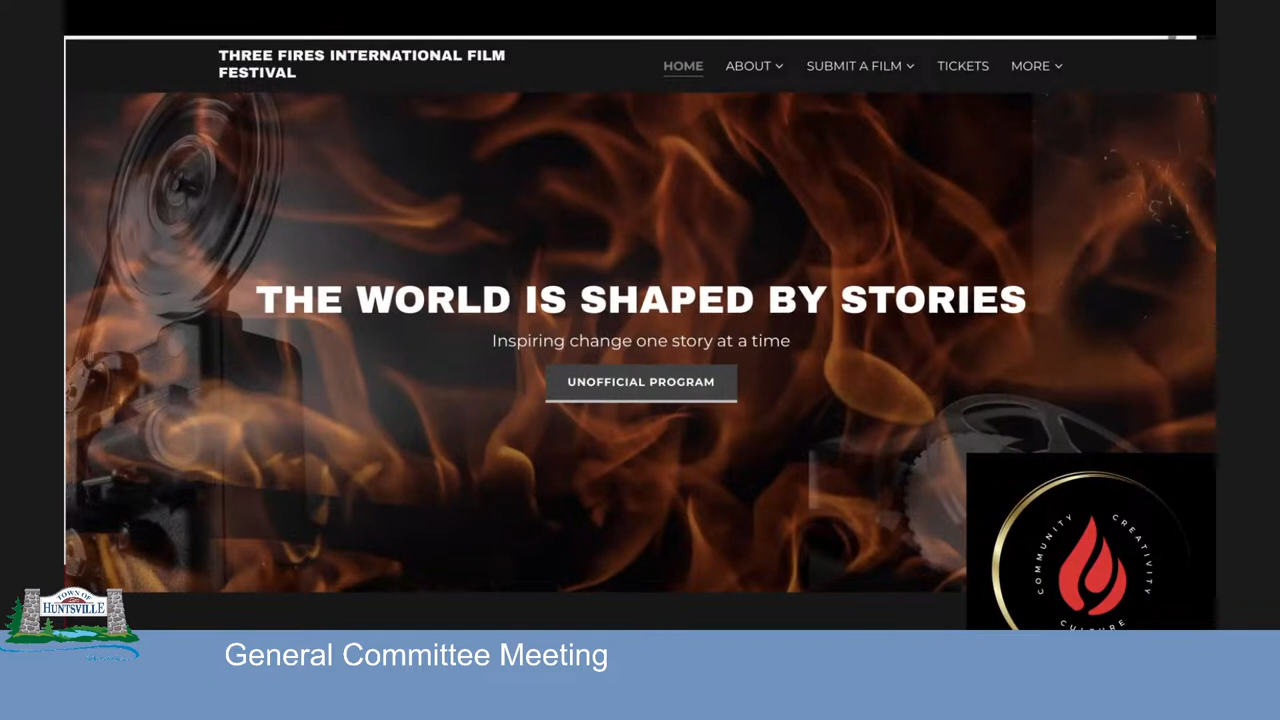 THREE FIRES INTERNATIONAL FILM
FESTIVAL
HOME
ABOUT
SUBMIT A FILM
TICKETS
MORE
THE WORLD IS SHAPED BY STORIES
Inspiring change one story at a time
UNOFFICIAL PROGRAM
COMMUNITY
CREATIVITY
CULTURE
TOWN OF
HUNTSVILLE
General Committee Meeting